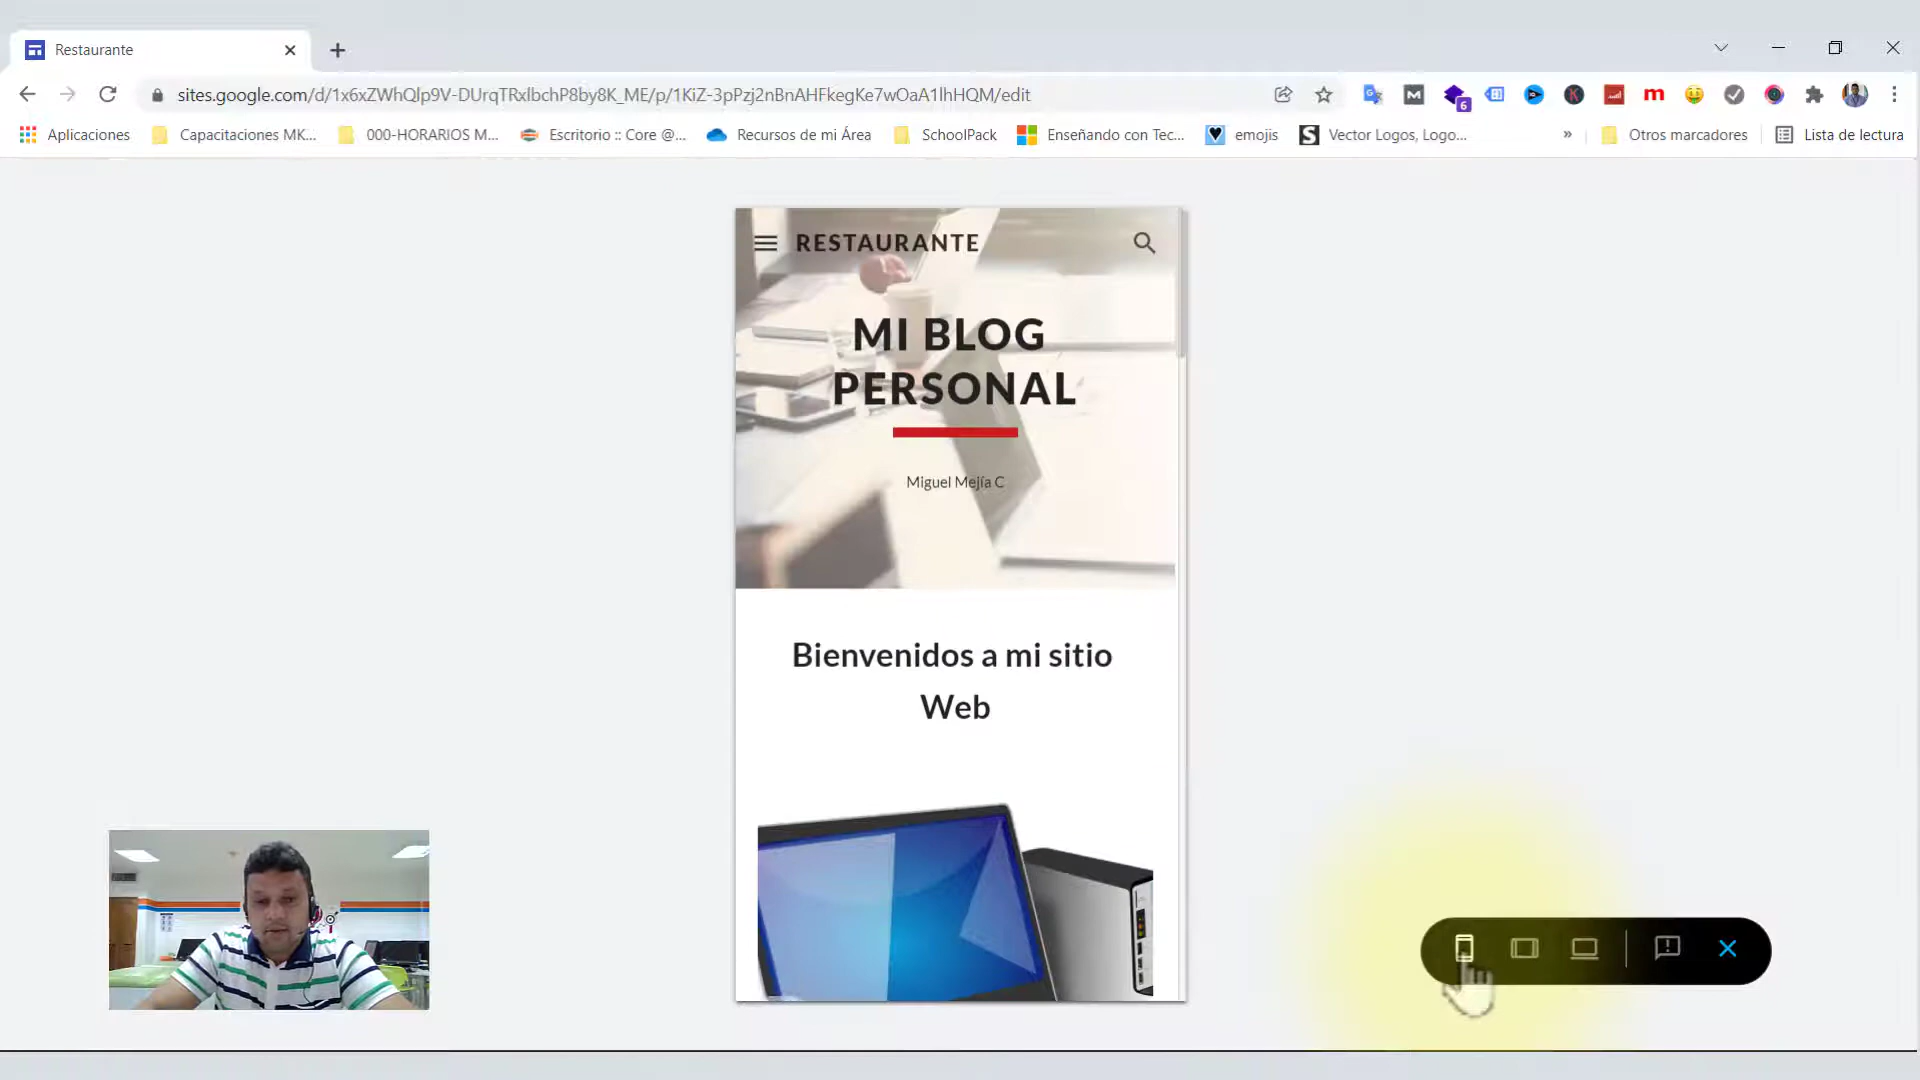 Restaurante
sites.google.com/d/1x6xZWhQlp9V-DUrqTRxlbchP8by8K_ME/p/1KiZ-3pPzj2nBnAHFkegKe7wOaA1lhHQM/edit
6
Aplicaciones
Capacitaciones MK...
000-HORARIOS M...
Escritorio :: Core @...
Recursos de mi Área
SchoolPack
Enseñando con Tec...
emojis
Vector Logos, Logo...
»
Otros marcadores
Lista de lectura
RESTAURANTE
MI BLOG
PERSONAL
Miguel Mejía C
Bienvenidos a mi sitio
Web